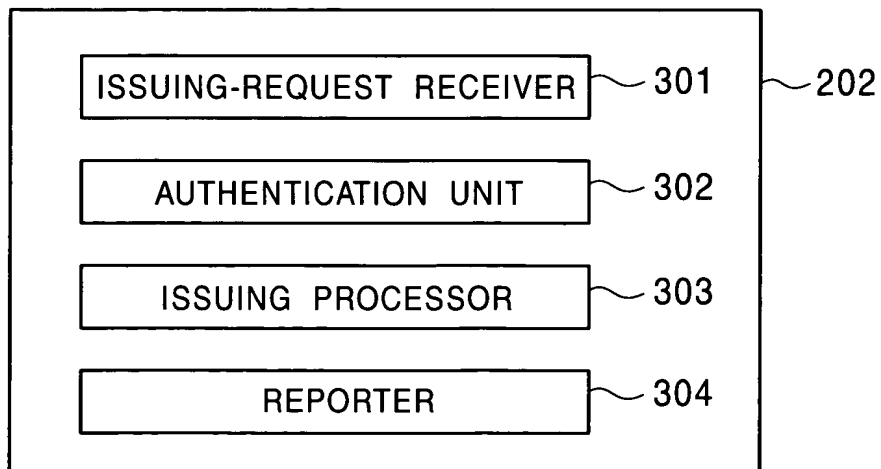 ISSUING-REQUEST RECEIVER 301
202
AUTHENTICATION UNIT 302
ISSUING PROCESSOR 303
REPORTER 304